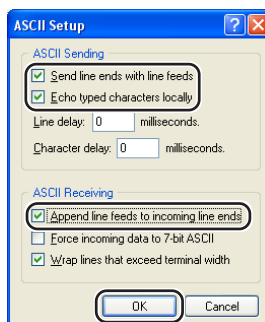 ASCII Setup
ASCII Sending
Send line ends with line feeds
Echo typed characters locally
Line delay: 0 milliseconds.
Character delay: 0 milliseconds.
ASCII Receiving
Append line feeds to incoming line ends
Force incoming data to 7-bit ASCII
Wrap lines that exceed terminal width
OK Cancel